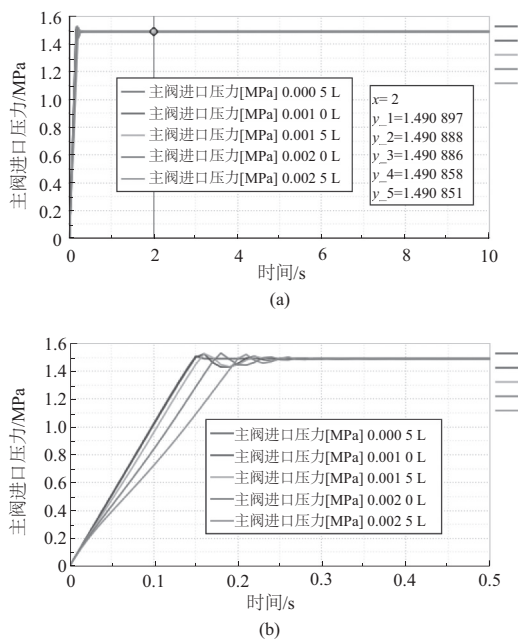 1.6
1.4
1.2
1.0
0.8
0.6
0.4
0.2
0
主阀进口压力/MPa
主阀进口压力[MPa] 0.000 5 L
主阀进口压力[MPa] 0.001 0 L
主阀进口压力[MPa] 0.001 5 L
主阀进口压力[MPa] 0.002 0 L
主阀进口压力[MPa] 0.002 5 L
x= 2
y_1=1.490 897
y_2=1.490 888
y_3=1.490 886
y_4=1.490 858
y_5=1.490 851
0 2 4 6 8 10
时间/s
(a)
1.6
1.4
1.2
1.0
0.8
0.6
0.4
0.2
0
主阀进口压力/MPa
主阀进口压力[MPa] 0.000 5 L
主阀进口压力[MPa] 0.001 0 L
主阀进口压力[MPa] 0.001 5 L
主阀进口压力[MPa] 0.002 0 L
主阀进口压力[MPa] 0.002 5 L
0 0.1 0.2 0.3 0.4 0.5
时间/s
(b)